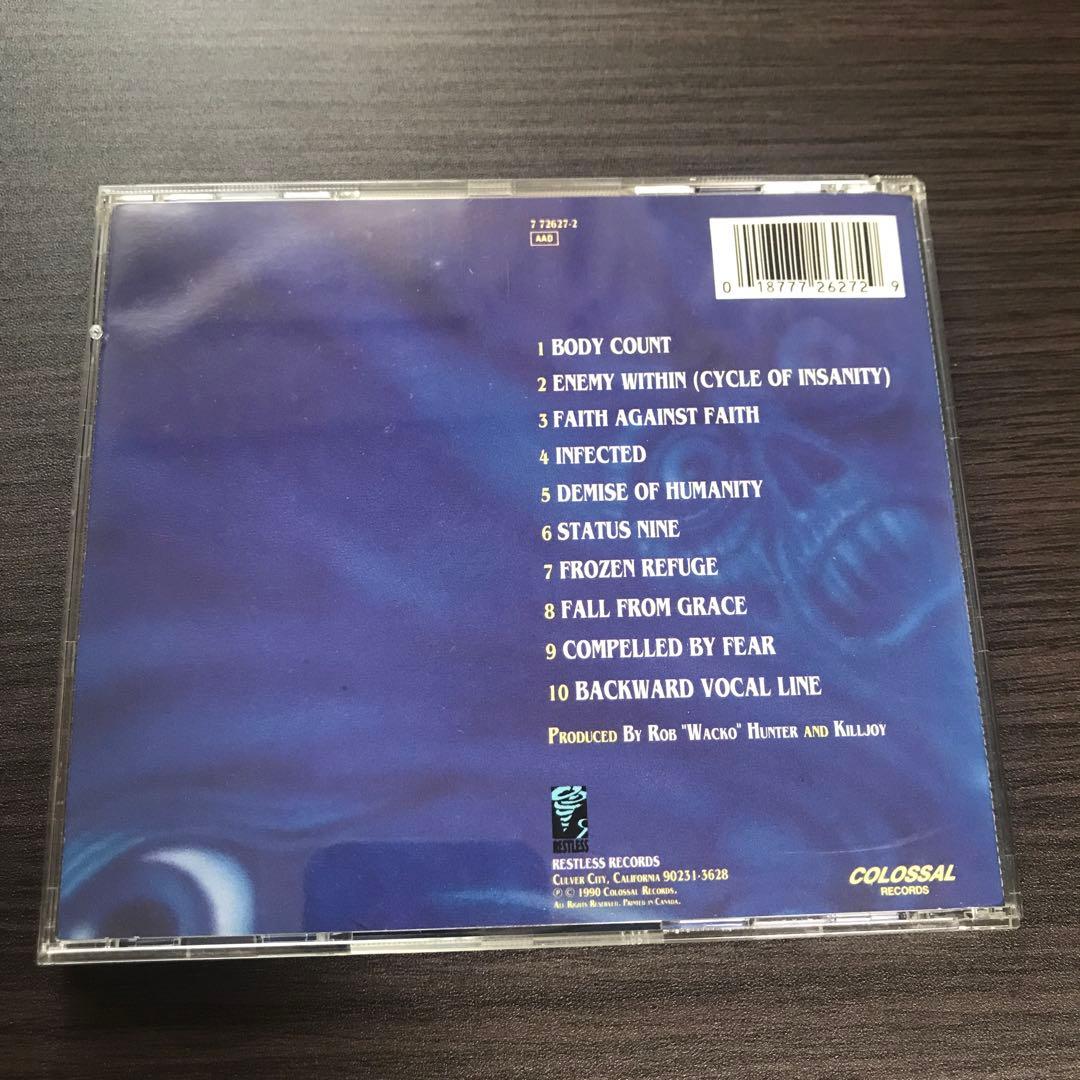 7 72627-2
AAD
0 18777 26272 9
1 BODY COUNT
2 ENEMY WITHIN (CYCLE OF INSANITY)
3 FAITH AGAINST FAITH
4 INFECTED
5 DEMISE OF HUMANITY
6 STATUS NINE
7 FROZEN REFUGE
8 FALL FROM GRACE
9 COMPELLED BY FEAR
10 BACKWARD VOCAL LINE
PRODUCED BY ROB "WACKO" HUNTER AND KILLJOY
RESTLESS
RESTLESS RECORDS
CULVER CITY, CALIFORNIA 90231-3628
℗ © 1990 COLOSSAL RECORDS.
ALL RIGHTS RESERVED. PRINTED IN CANADA.
COLOSSAL
RECORDS